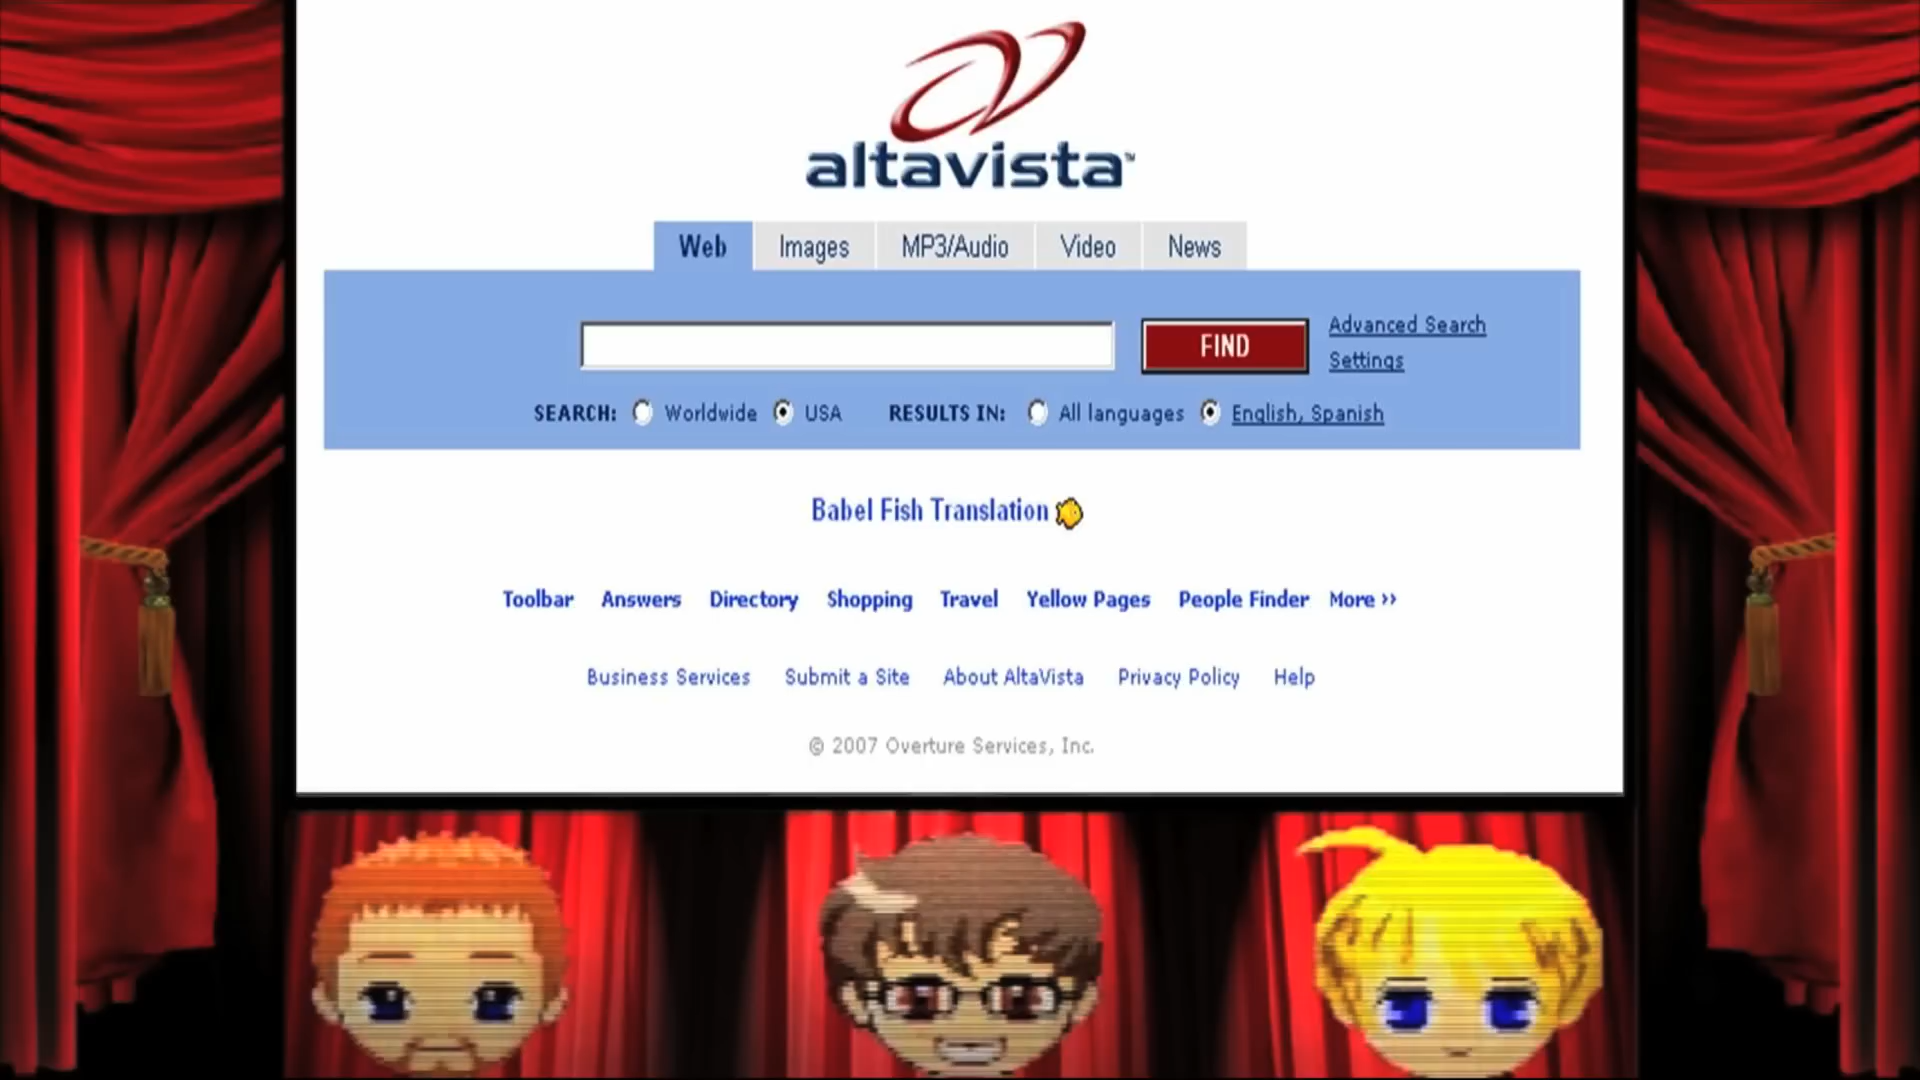 altavista™
Web Images MP3/Audio Video News
FIND
Advanced Search
Settings
SEARCH: Worldwide USA RESULTS IN: All languages English, Spanish
Babel Fish Translation
Toolbar Answers Directory Shopping Travel Yellow Pages People Finder More ››
Business Services Submit a Site About AltaVista Privacy Policy Help
© 2007 Overture Services, Inc.